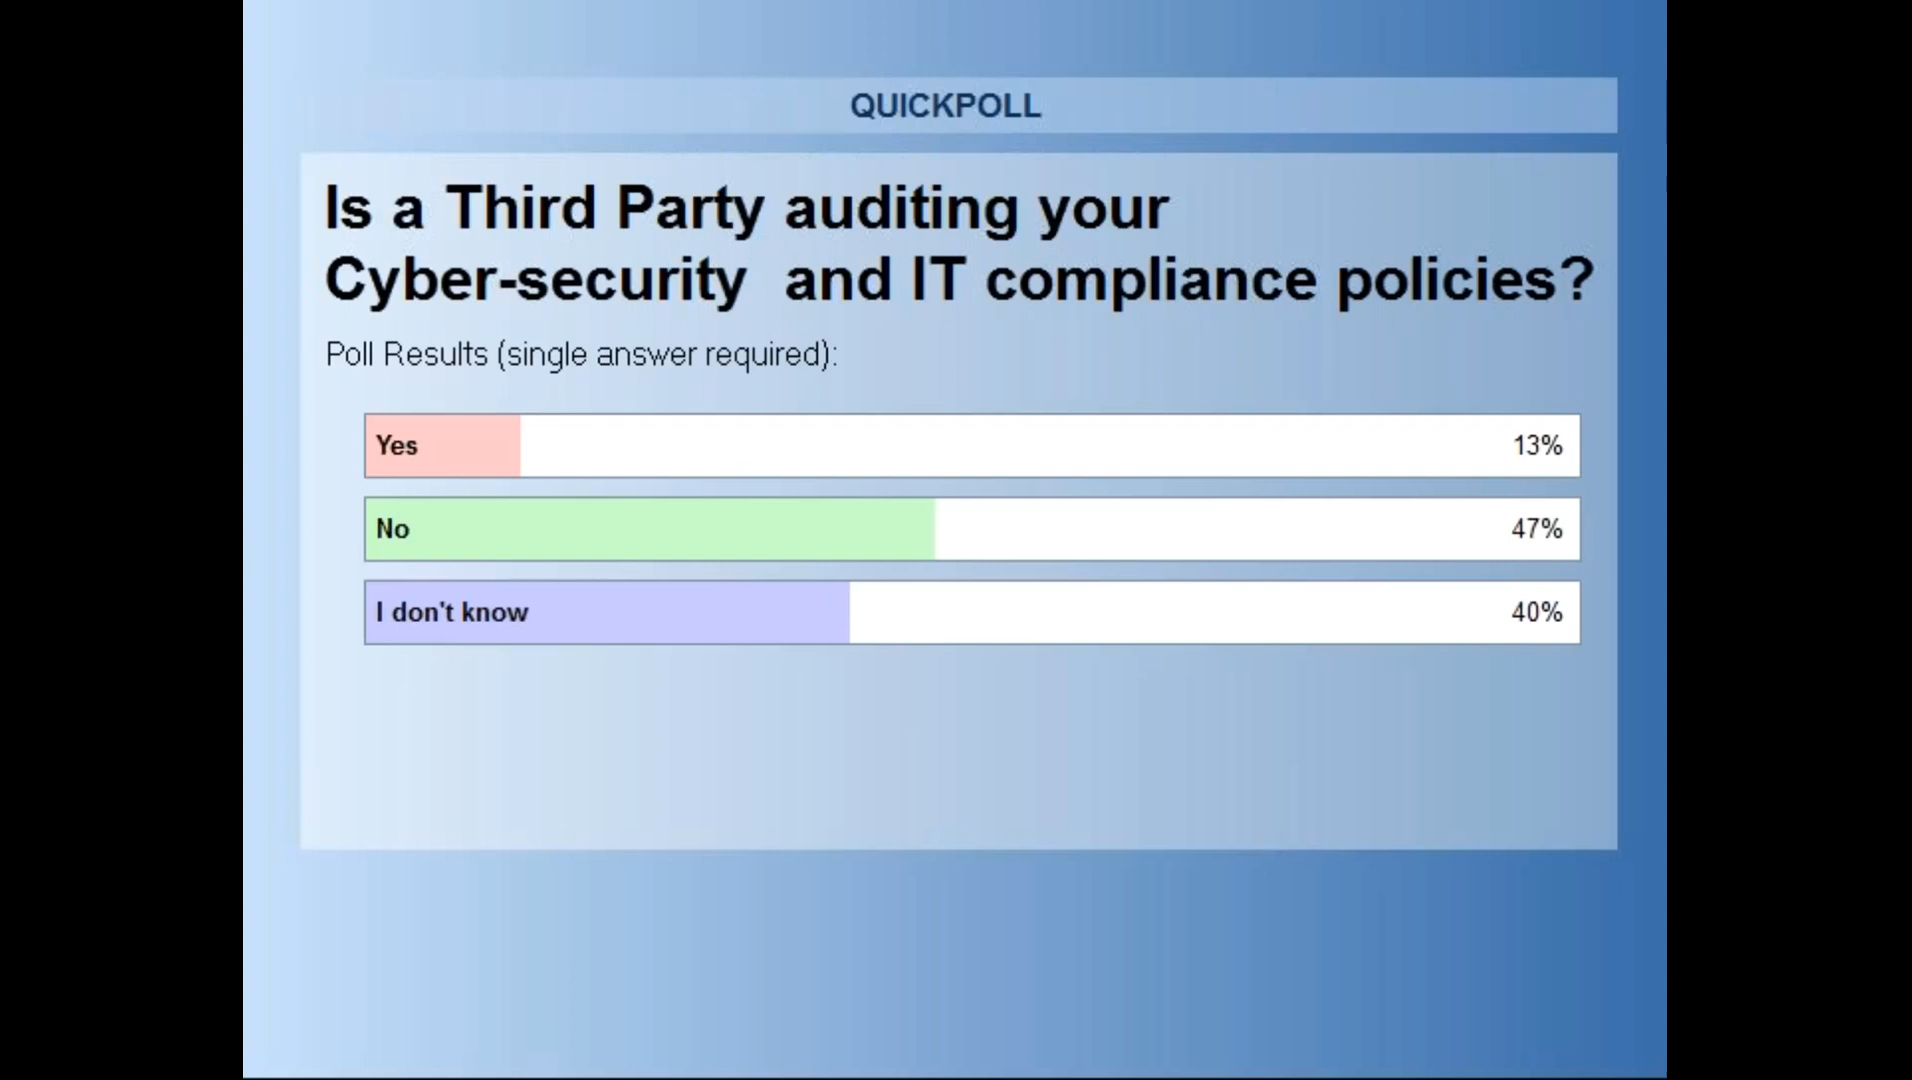 QUICKPOLL
Is a Third Party auditing your
Cyber-security  and IT compliance policies?
Poll Results (single answer required):
Yes 13%
No 47%
I don't know 40%